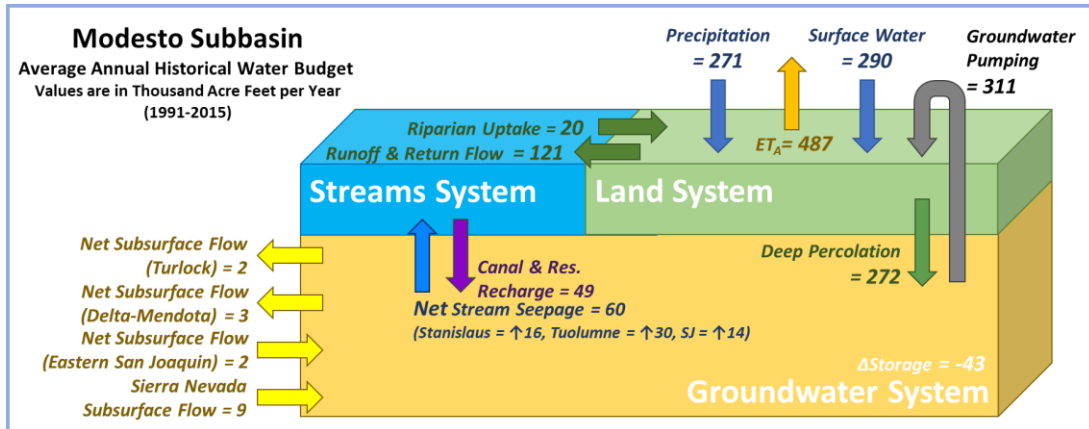 Modesto Subbasin
Average Annual Historical Water Budget
Values are in Thousand Acre Feet per Year
(1991-2015)
Precipitation
= 271
Surface Water
= 290
Groundwater
Pumping
= 311
Riparian Uptake = 20
Runoff & Return Flow = 121
ETA= 487
Streams System
Land System
Net Subsurface Flow
(Turlock) = 2
Net Subsurface Flow
(Delta-Mendota) = 3
Net Subsurface Flow
(Eastern San Joaquin) = 2
Sierra Nevada
Subsurface Flow = 9
Canal & Res.
Recharge = 49
Net Stream Seepage = 60
(Stanislaus = ↑16, Tuolumne = ↑30, SJ = ↑14)
Deep Percolation
= 272
ΔStorage = -43
Groundwater System